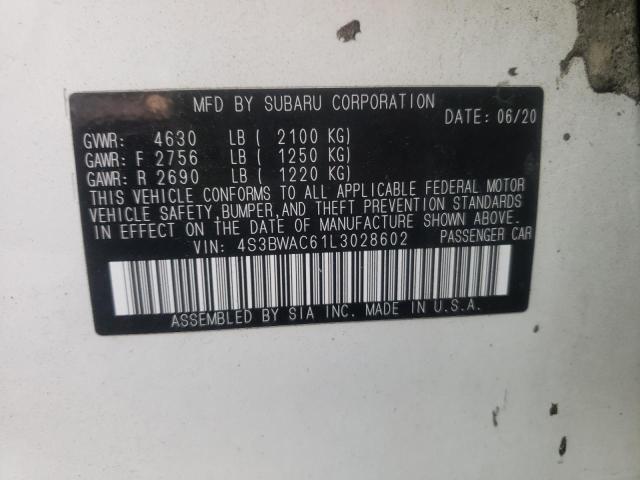 MFD BY SUBARU CORPORATION
DATE: 06/20
GVWR: 4630 LB ( 2100 KG)
GAWR: F 2756 LB ( 1250 KG)
GAWR: R 2690 LB ( 1220 KG)
THIS VEHICLE CONFORMS TO ALL APPLICABLE FEDERAL MOTOR
VEHICLE SAFETY, BUMPER, AND THEFT PREVENTION STANDARDS
IN EFFECT ON THE DATE OF MANUFACTURE SHOWN ABOVE.
VIN: 4S3BWAC61L3028602 PASSENGER CAR
ASSEMBLED BY SIA INC. MADE IN U.S.A.